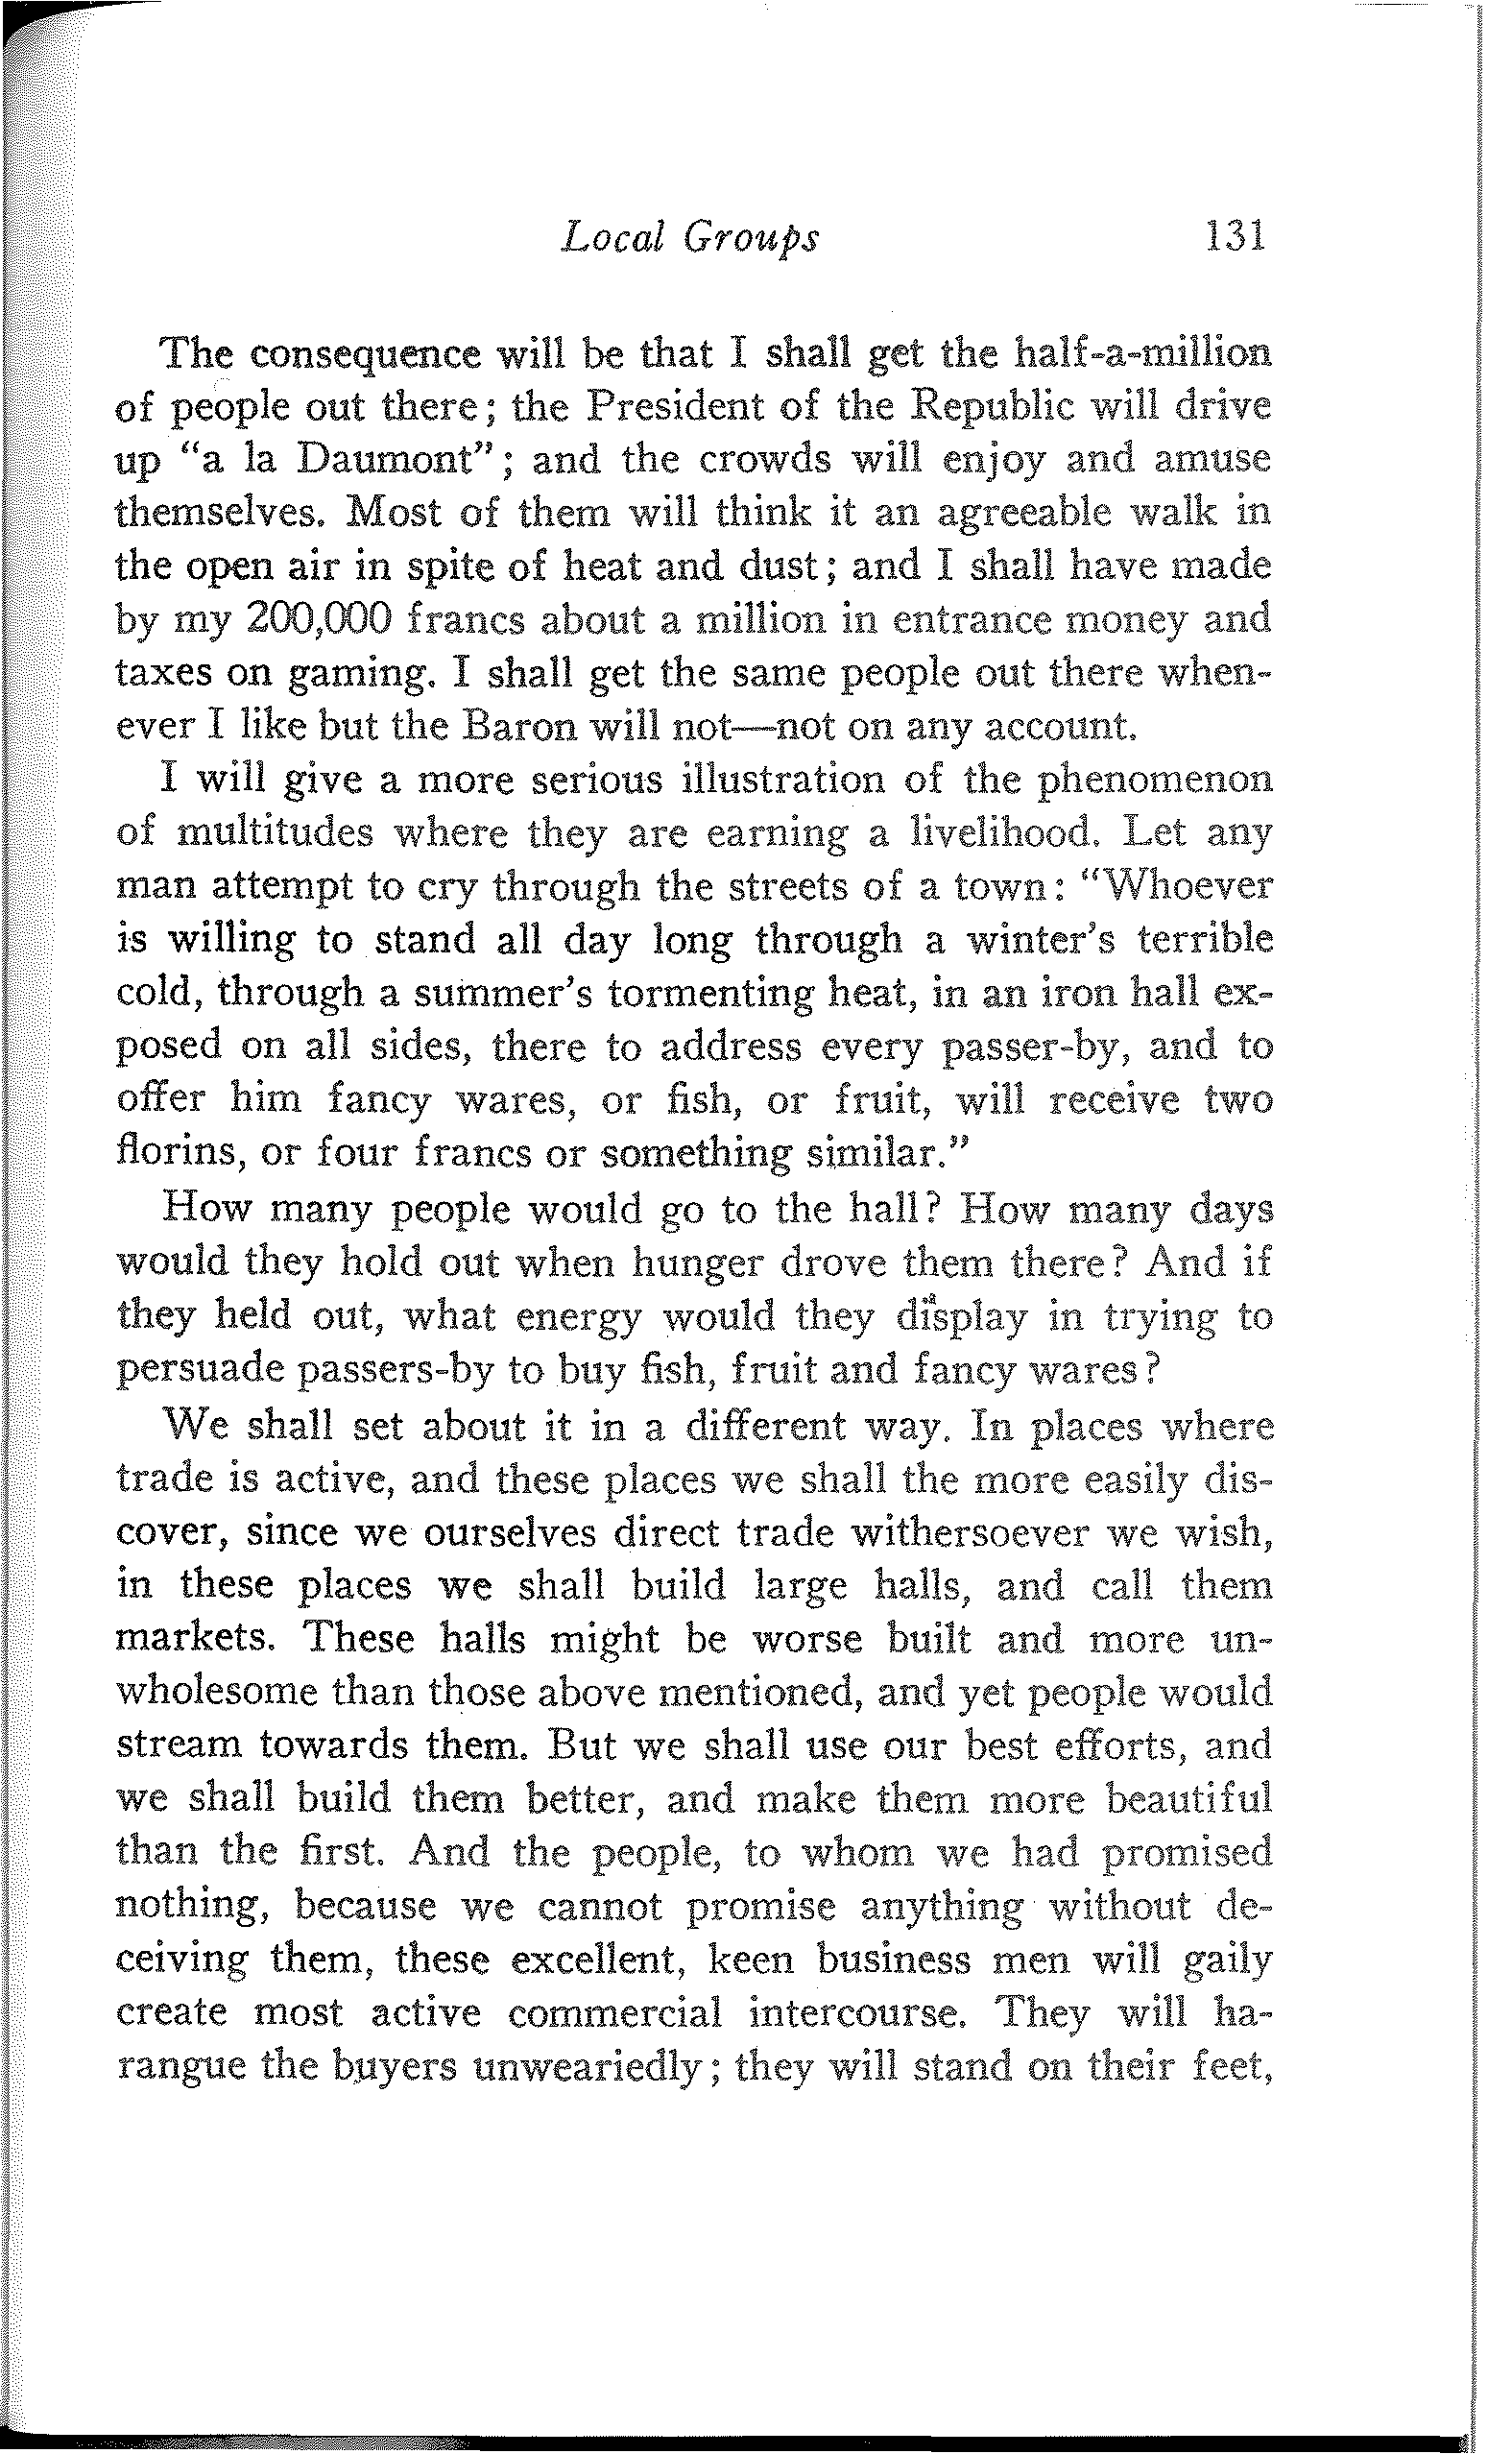 Local Groups 131
The consequence will be that I shall get the half-a-million
of people out there; the President of the Republic will drive
up “a la Daumont”; and the crowds will enjoy and amuse
themselves. Most of them will think it an agreeable walk in
the open air in spite of heat and dust; and I shall have made
by my 200,000 francs about a million in entrance money and
taxes on gaming. I shall get the same people out there when-
ever I like but the Baron will not—not on any account.
I will give a more serious illustration of the phenomenon
of multitudes where they are earning a livelihood. Let any
man attempt to cry through the streets of a town: “Whoever
is willing to stand all day long through a winter’s terrible
cold, through a summer’s tormenting heat, in an iron hall ex-
posed on all sides, there to address every passer-by, and to
offer him fancy wares, or fish, or fruit, will receive two
florins, or four francs or something similar.”
How many people would go to the hall? How many days
would they hold out when hunger drove them there? And if
they held out, what energy would they display in trying to
persuade passers-by to buy fish, fruit and fancy wares?
We shall set about it in a different way. In places where
trade is active, and these places we shall the more easily dis-
cover, since we ourselves direct trade withersoever we wish,
in these places we shall build large halls, and call them
markets. These halls might be worse built and more un-
wholesome than those above mentioned, and yet people would
stream towards them. But we shall use our best efforts, and
we shall build them better, and make them more beautiful
than the first. And the people, to whom we had promised
nothing, because we cannot promise anything without de-
ceiving them, these excellent, keen business men will gaily
create most active commercial intercourse. They will ha-
rangue the buyers unweariedly; they will stand on their feet,